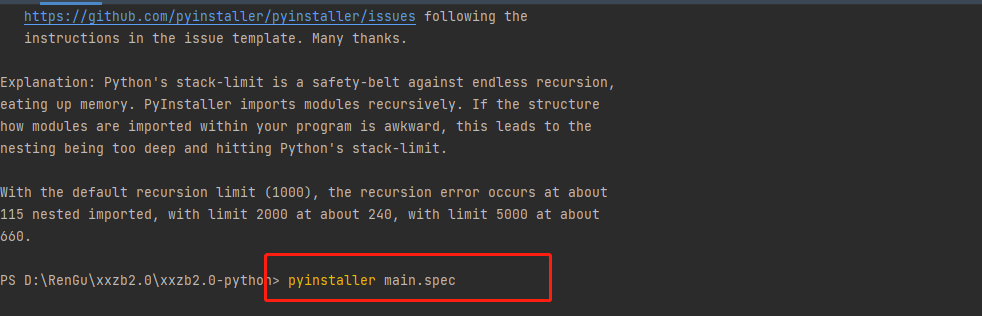 https://github.com/pyinstaller/pyinstaller/issues following the
instructions in the issue template. Many thanks.
Explanation: Python's stack-limit is a safety-belt against endless recursion,
eating up memory. PyInstaller imports modules recursively. If the structure
how modules are imported within your program is awkward, this leads to the
nesting being too deep and hitting Python's stack-limit.
With the default recursion limit (1000), the recursion error occurs at about
115 nested imported, with limit 2000 at about 240, with limit 5000 at about
660.
PS D:\RenGu\xxzb2.0\xxzb2.0-python> pyinstaller main.spec